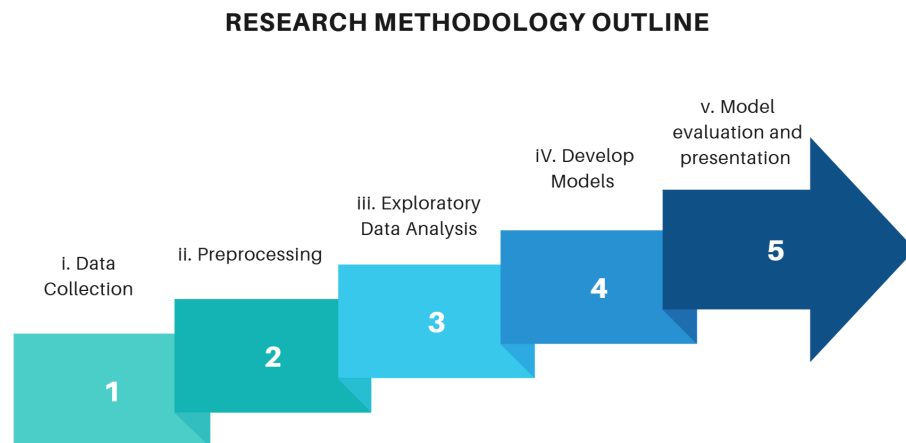 RESEARCH METHODOLOGY OUTLINE
i. Data
Collection
ii. Preprocessing
iii. Exploratory
Data Analysis
iV. Develop
Models
v. Model
evaluation and
presentation
1
2
3
4
5